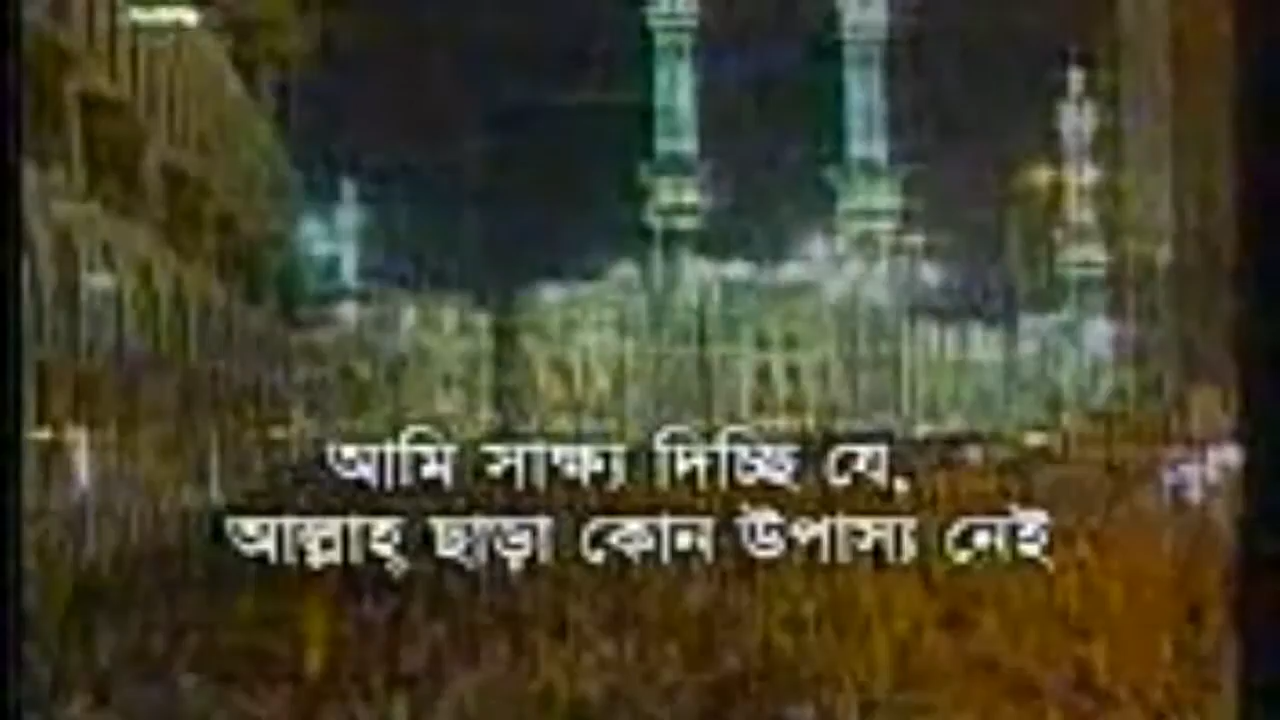 আমি সাক্ষ্য দিচ্ছি যে,
আল্লাহ্ ছাড়া কোন উপাস্য নেই